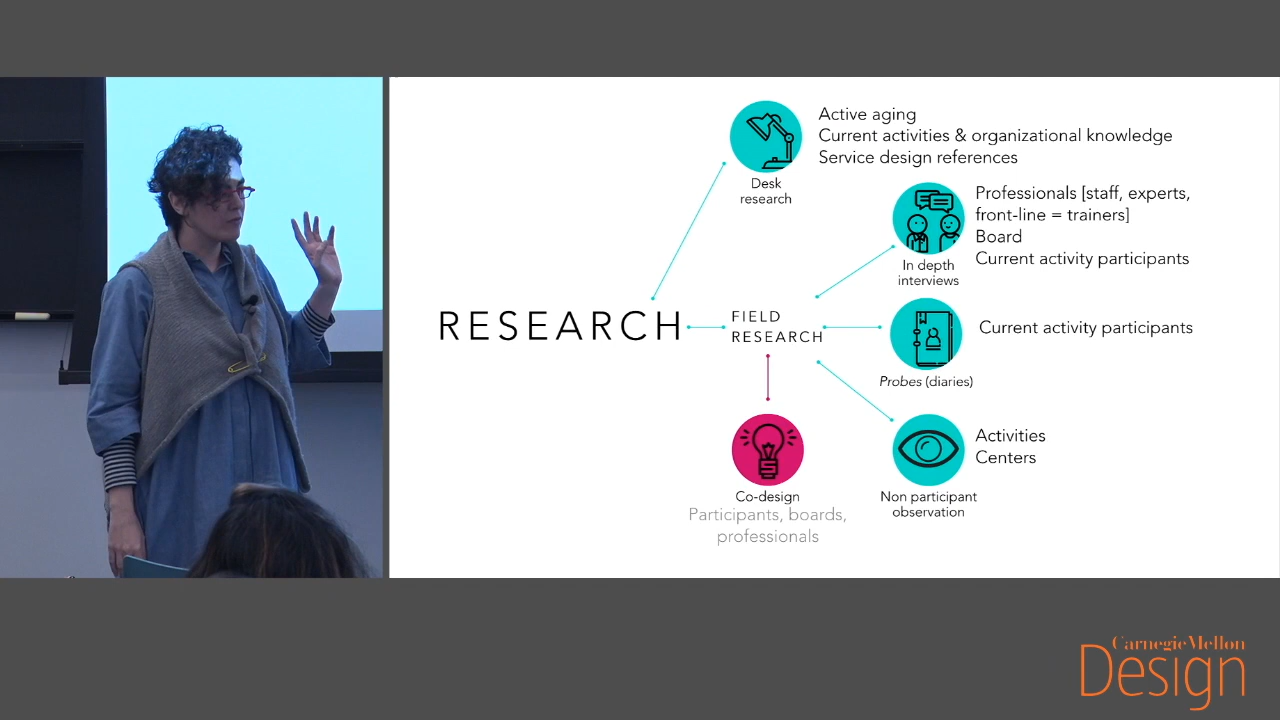 Active aging
Current activities & organizational knowledge
Service design references
Desk
research
Professionals [staff, experts,
front-line = trainers]
Board
Current activity participants
In depth
interviews
RESEARCH
FIELD
RESEARCH
Current activity participants
Probes (diaries)
Co-design
Participants, boards,
professionals
Activities
Centers
Non participant
observation
Carnegie Mellon
Design